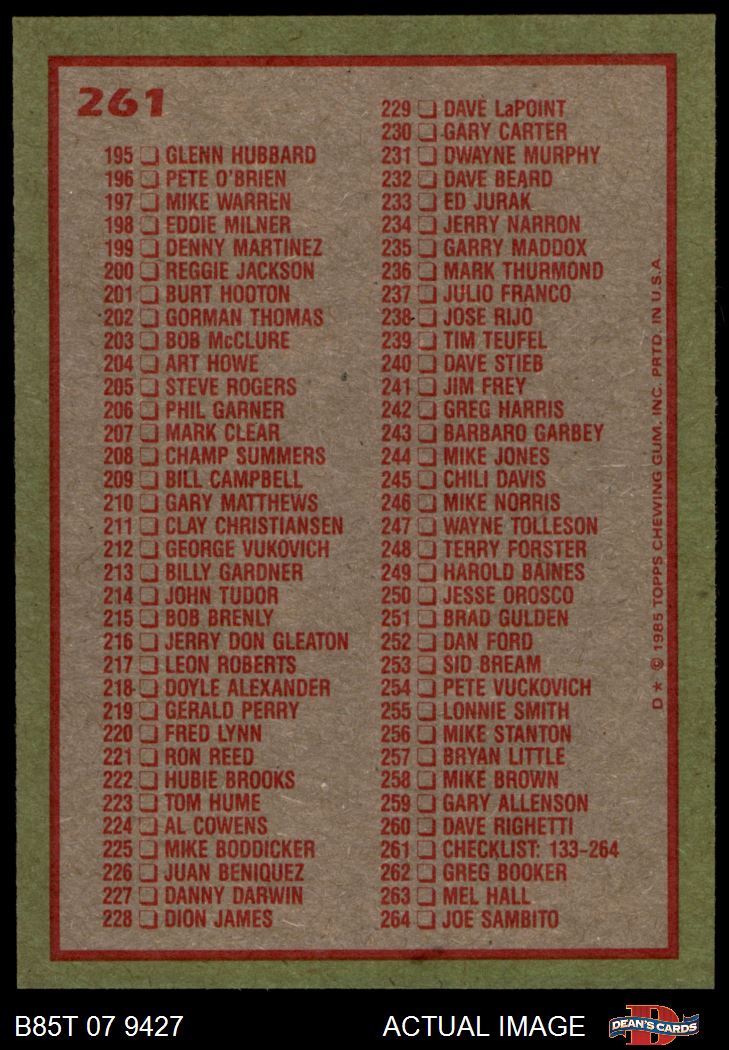 261
195 GLENN HUBBARD
196 PETE O'BRIEN
197 MIKE WARREN
198 EDDIE MILNER
199 DENNY MARTINEZ
200 REGGIE JACKSON
201 BURT HOOTON
202 GORMAN THOMAS
203 BOB McCLURE
204 ART HOWE
205 STEVE ROGERS
206 PHIL GARNER
207 MARK CLEAR
208 CHAMP SUMMERS
209 BILL CAMPBELL
210 GARY MATTHEWS
211 CLAY CHRISTIANSEN
212 GEORGE VUKOVICH
213 BILLY GARDNER
214 JOHN TUDOR
215 BOB BRENLY
216 JERRY DON GLEATON
217 LEON ROBERTS
218 DOYLE ALEXANDER
219 GERALD PERRY
220 FRED LYNN
221 RON REED
222 HUBIE BROOKS
223 TOM HUME
224 AL COWENS
225 MIKE BODDICKER
226 JUAN BENIQUEZ
227 DANNY DARWIN
228 DION JAMES
229 DAVE LaPOINT
230 GARY CARTER
231 DWAYNE MURPHY
232 DAVE BEARD
233 ED JURAK
234 JERRY NARRON
235 GARRY MADDOX
236 MARK THURMOND
237 JULIO FRANCO
238 JOSE RIJO
239 TIM TEUFEL
240 DAVE STIEB
241 JIM FREY
242 GREG HARRIS
243 BARBARO GARBEY
244 MIKE JONES
245 CHILI DAVIS
246 MIKE NORRIS
247 WAYNE TOLLESON
248 TERRY FORSTER
249 HAROLD BAINES
250 JESSE OROSCO
251 BRAD GULDEN
252 DAN FORD
253 SID BREAM
254 PETE VUCKOVICH
255 LONNIE SMITH
256 MIKE STANTON
257 BRYAN LITTLE
258 MIKE BROWN
259 GARY ALLENSON
260 DAVE RIGHETTI
261 CHECKLIST: 133-264
262 GREG BOOKER
263 MEL HALL
264 JOE SAMBITO
D * © 1985 TOPPS CHEWING GUM, INC. PRTD. IN U.S.A.
B85T 07 9427
ACTUAL IMAGE
D
DEAN'S CARDS